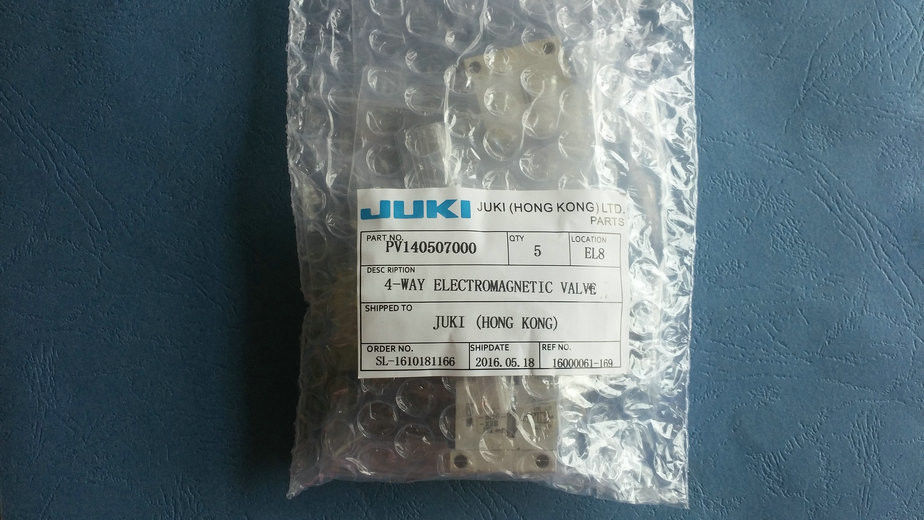 JUKI JUKI (HONG KONG) LTD.
PARTS
PART NO. QTY LOCATION
PV140507000 5 EL8
DESC RIPTION
4-WAY ELECTROMAGNETIC VALVE
SHIPPED TO
JUKI (HONG KONG)
ORDER NO. SHIPDATE REF NO.
SL-1610181166 2016.05.18 16000061-169